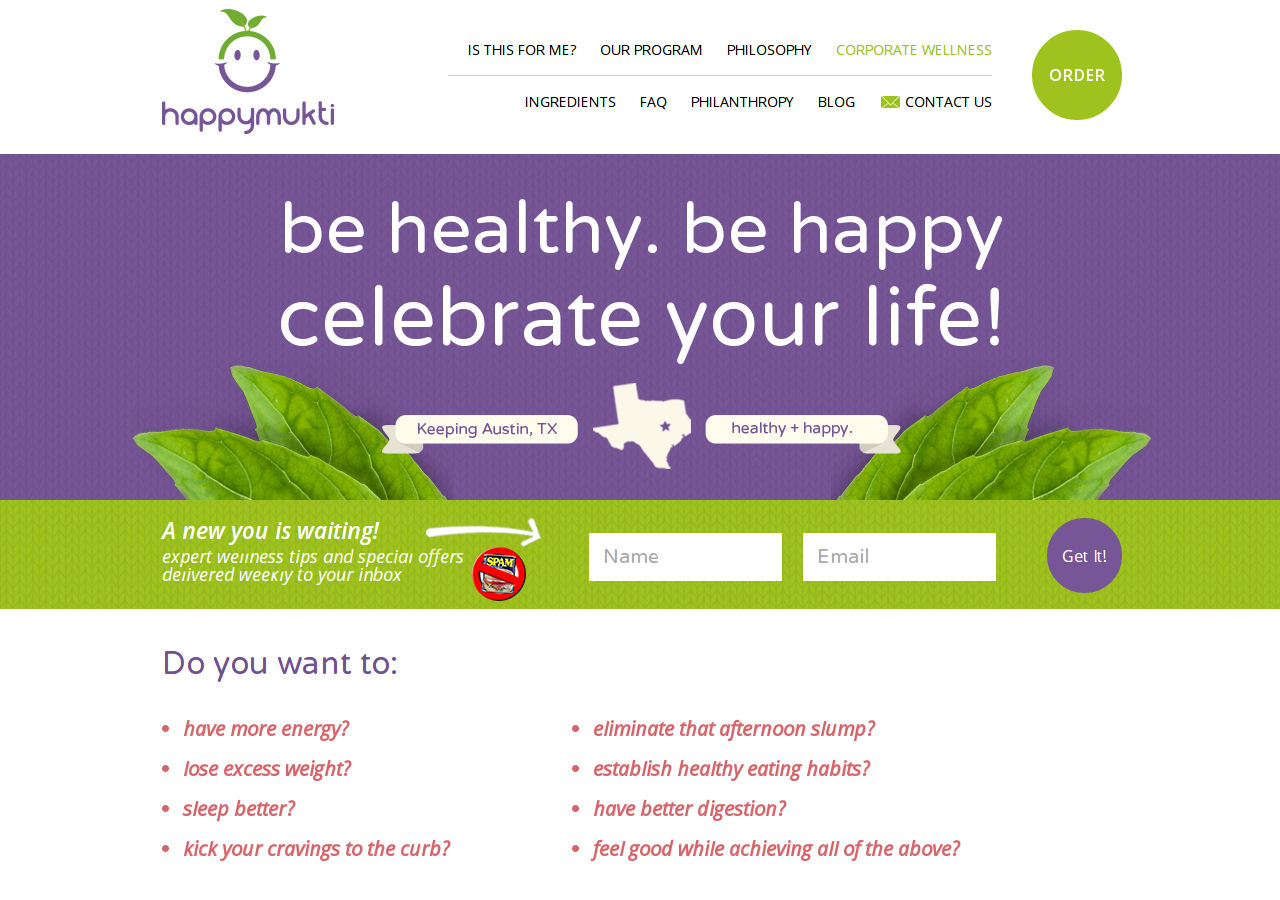 IS THIS FOR ME? OUR PROGRAM PHILOSOPHY CORPORATE WELLNESS
ORDER
INGREDIENTS FAQ PHILANTHROPY BLOG CONTACT US
happymukti
be healthy. be happy
celebrate your life!
Keeping Austin, TX healthy + happy.
A new you is waiting!
expert wellness tips and special offers
delivered weekly to your inbox
SPAM
Name Email Get It!
Do you want to:
• have more energy?
• lose excess weight?
• sleep better?
• kick your cravings to the curb?
• eliminate that afternoon slump?
• establish healthy eating habits?
• have better digestion?
• feel good while achieving all of the above?